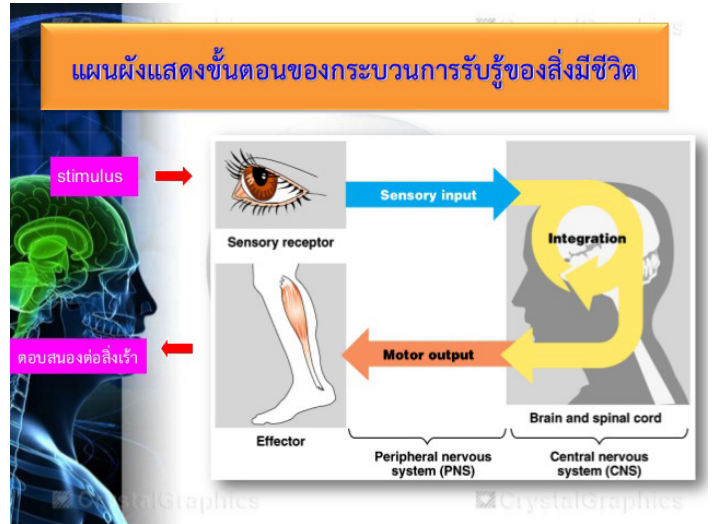 แผนผังแสดงขั้นตอนของกระบวนการรับรู้ของสิ่งมีชีวิต
stimulus
Sensory input
Sensory receptor
Integration
ตอบสนองต่อสิ่งเร้า
Motor output
Effector
Brain and spinal cord
Peripheral nervous
system (PNS)
Central nervous
system (CNS)
CrystalGraphics
CrystalGraphics